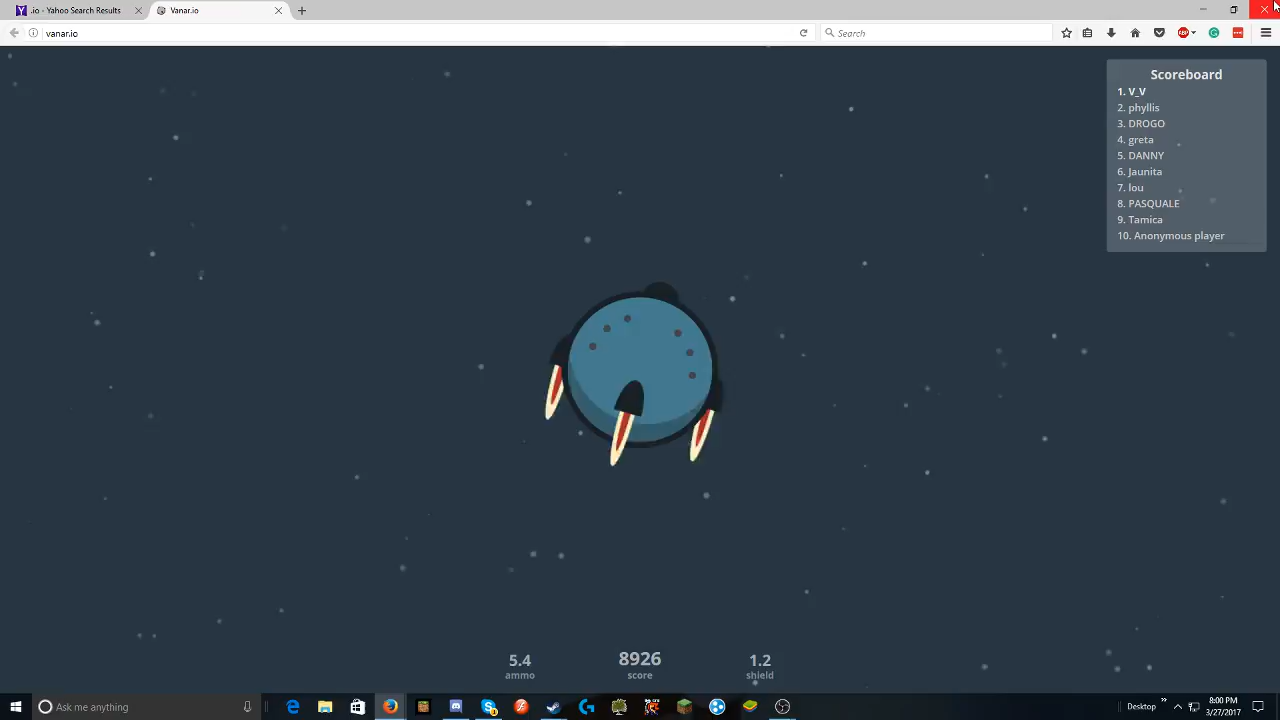 .io - Yahoo Search Results
Vanar.io
vanar.io
Search
ABP
Scoreboard
1. V_V
2. phyllis
3. DROGO
4. greta
5. DANNY
6. Jaunita
7. lou
8. PASQUALE
9. Tamica
10. Anonymous player
5.4
ammo
8926
score
1.2
shield
Ask me anything
Desktop
8:00 PM
3/27/2017